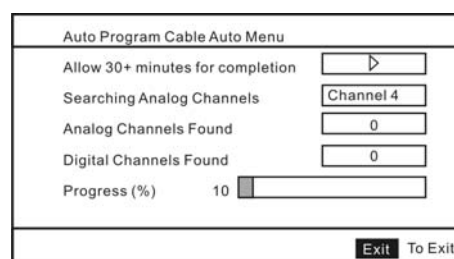 Auto Program Cable Auto Menu
Allow 30+ minutes for completion
Searching Analog Channels Channel 4
Analog Channels Found 0
Digital Channels Found 0
Progress (%) 10
Exit To Exit